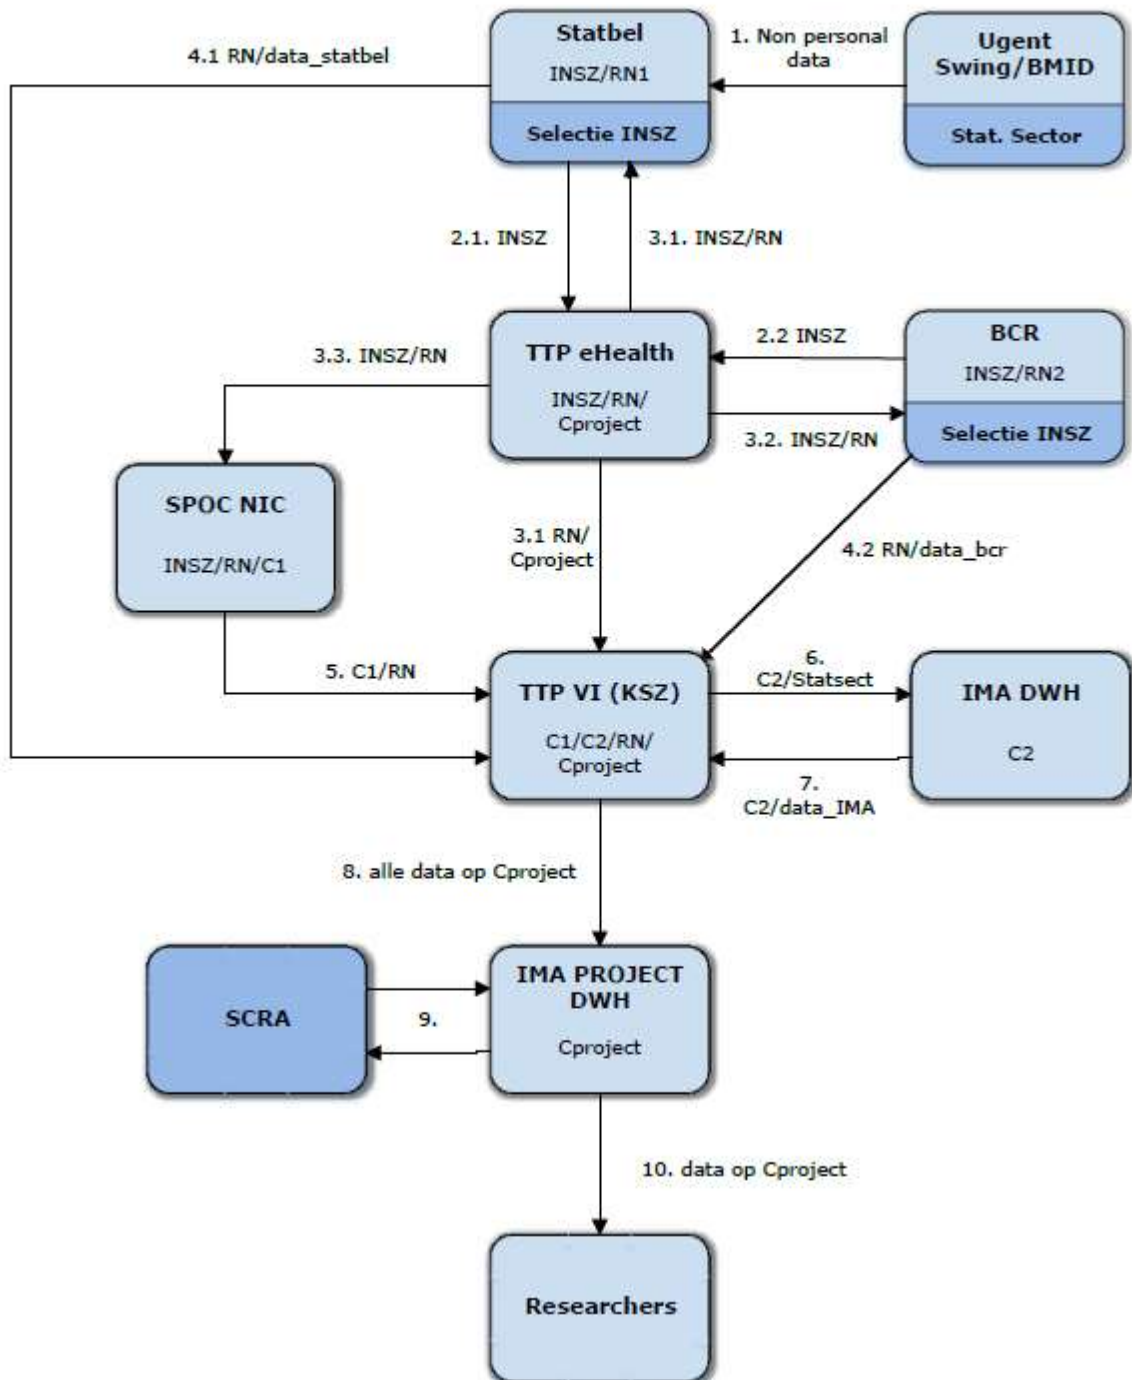 4.1 RN/data_statbel
Statbel
INSZ/RN1
Selectie INSZ
1. Non personal
data
Ugent
Swing/BMID
Stat. Sector
2.1. INSZ
3.1. INSZ/RN
3.3. INSZ/RN
TTP eHealth
INSZ/RN/
Cproject
2.2 INSZ
3.2. INSZ/RN
BCR
INSZ/RN2
Selectie INSZ
SPOC NIC
INSZ/RN/C1
3.1 RN/
Cproject
4.2 RN/data_bcr
5. C1/RN
TTP VI (KSZ)
C1/C2/RN/
Cproject
6.
C2/Statsect
7.
C2/data_IMA
IMA DWH
C2
8. alle data op Cproject
SCRA
9.
IMA PROJECT
DWH
Cproject
10. data op Cproject
Researchers